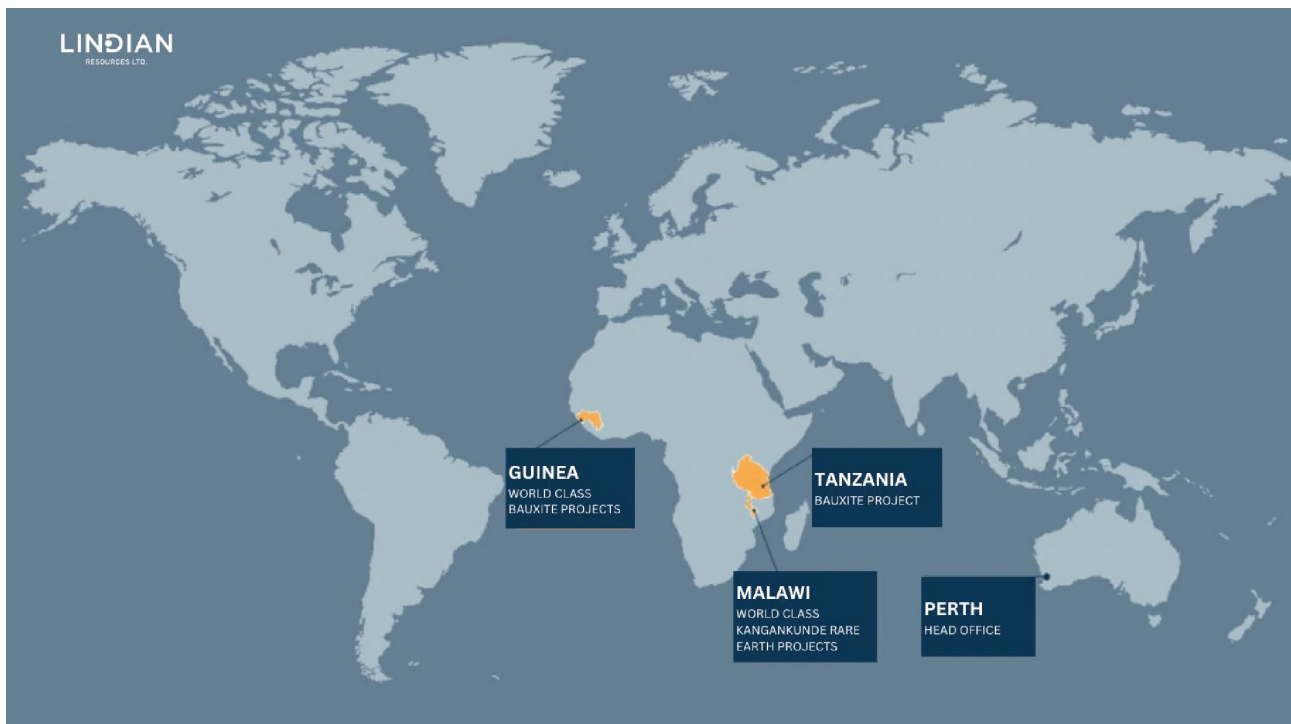 LINDIAN
RESOURCES LTD.
GUINEA
WORLD CLASS
BAUXITE PROJECTS
TANZANIA
BAUXITE PROJECT
MALAWI
WORLD CLASS
KANGANKUNDE RARE
EARTH PROJECTS
PERTH
HEAD OFFICE